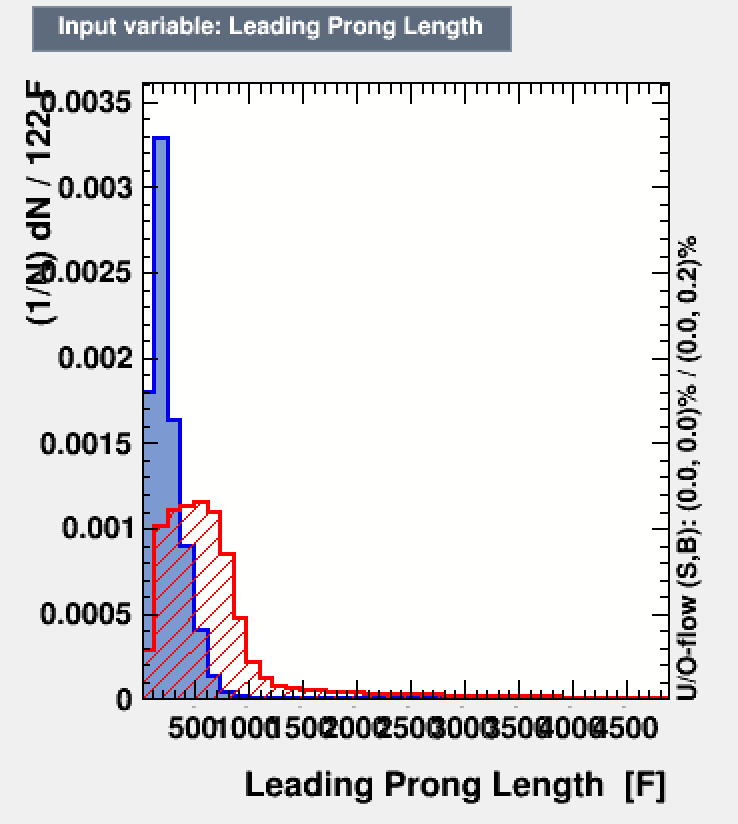 Input variable: Leading Prong Length
(1/N) dN / 122 F
0.0035
0.003
0.0025
0.002
0.0015
0.001
0.0005
0
500 1000 1500 2000 2500 3000 3500 4000 4500
Leading Prong Length [F]
U/O-flow (S,B): (0.0, 0.0)% / (0.0, 0.2)%